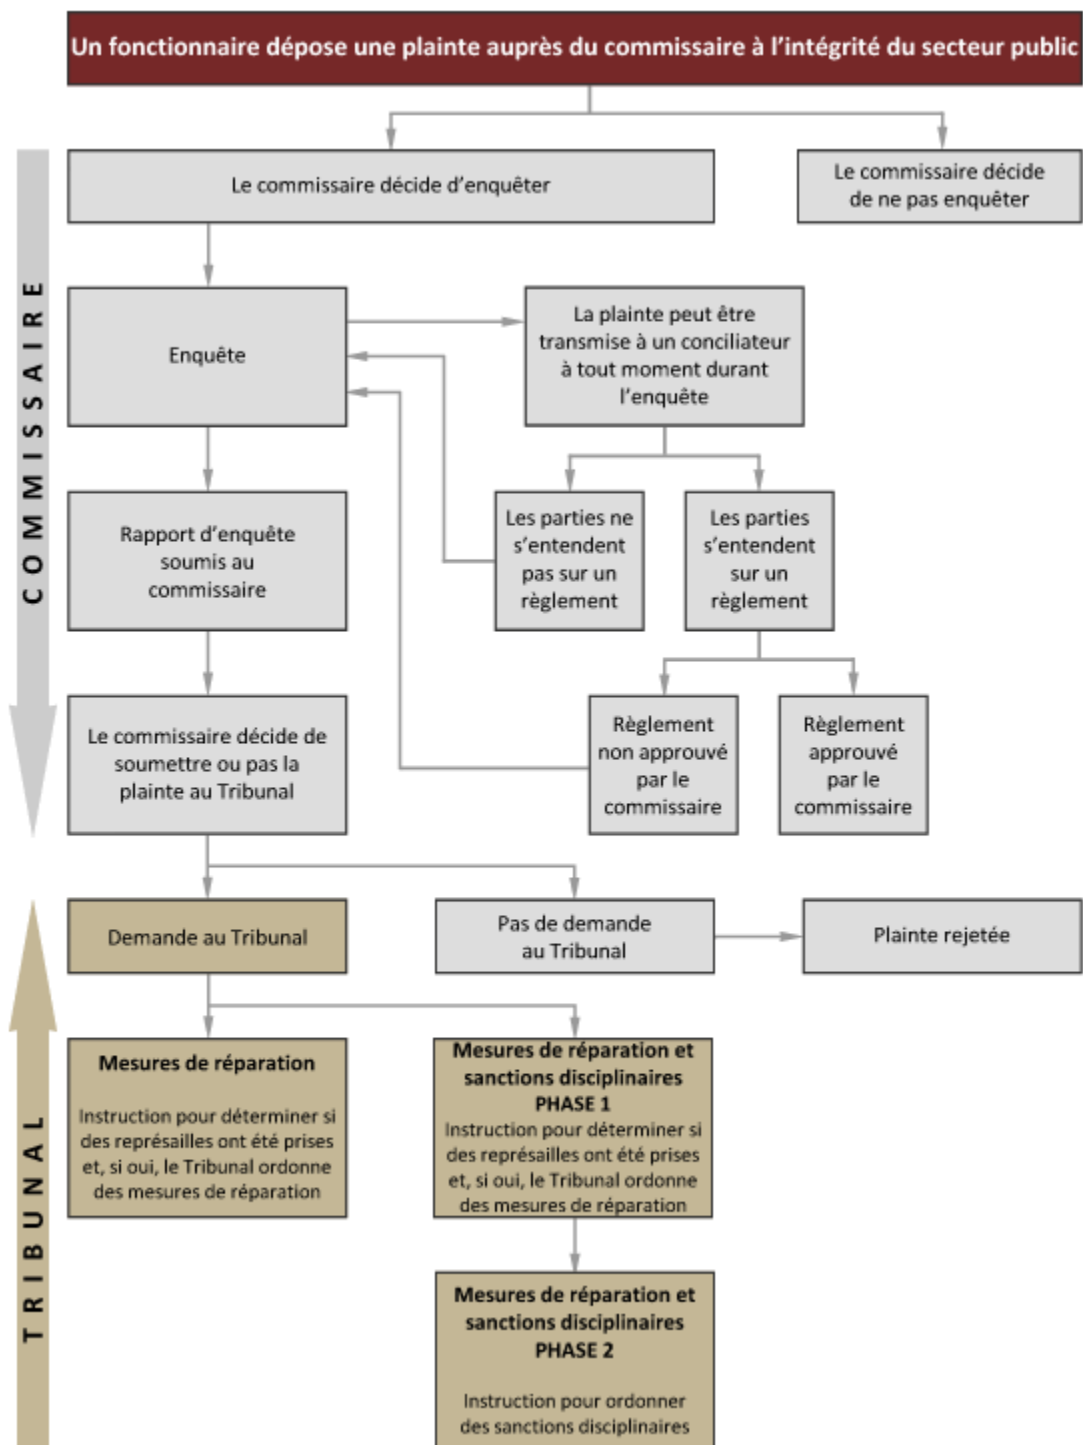 Un fonctionnaire dépose une plainte auprès du commissaire à l'intégrité du secteur public
Le commissaire décide d'enquêter
Le commissaire décide
de ne pas enquêter
COMMISSAIRE
Enquête
La plainte peut être
transmise à un conciliateur
à tout moment durant
l'enquête
Rapport d'enquête
soumis au
commissaire
Les parties ne
s'entendent
pas sur un
règlement
Les parties
s'entendent
sur un
règlement
Le commissaire décide de
soumettre ou pas la
plainte au Tribunal
Règlement
non approuvé
par le
commissaire
Règlement
approuvé
par le
commissaire
TRIBUNAL
Demande au Tribunal
Pas de demande
au Tribunal
Plainte rejetée
Mesures de réparation
Instruction pour déterminer si
des représailles ont été prises
et, si oui, le Tribunal ordonne
des mesures de réparation
Mesures de réparation et
sanctions disciplinaires
PHASE 1
Instruction pour déterminer si
des représailles ont été prises
et, si oui, le Tribunal ordonne
des mesures de réparation
Mesures de réparation et
sanctions disciplinaires
PHASE 2
Instruction pour ordonner
des sanctions disciplinaires